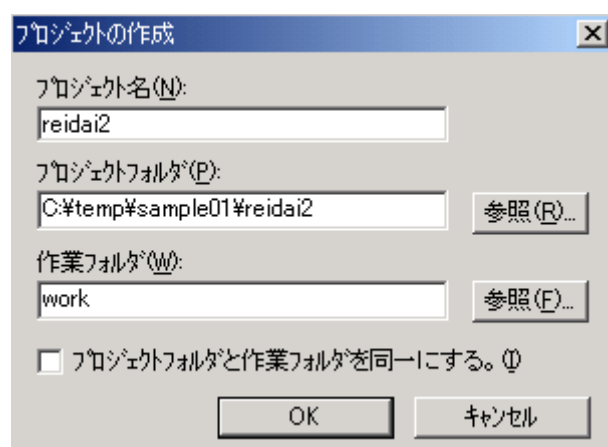 プロジェクトの作成
プロジェクト名(N):
reidai2
プロジェクトフォルダ(P):
C:¥temp¥sample01¥reidai2
参照(R)...
作業フォルダ(W):
work
参照(F)...
プロジェクトフォルダと作業フォルダを同一にする。(I)
OK
キャンセル